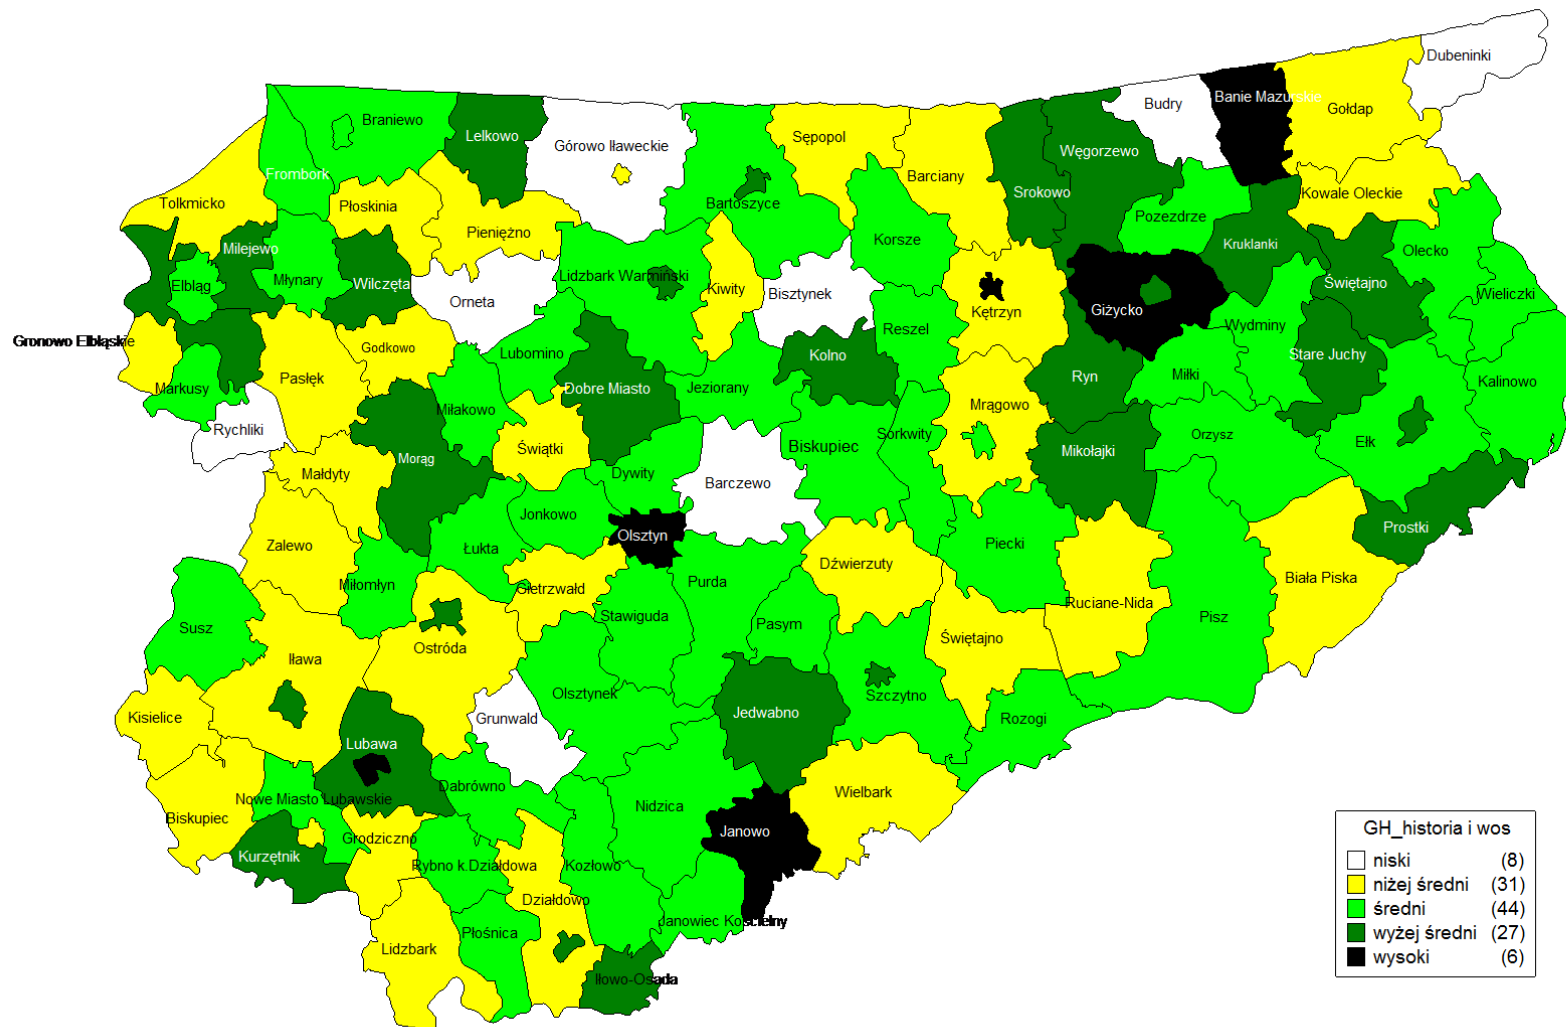 Dubeninki
Banie Mazurskie
Budry
Gołdap
Braniewo
Lelkowo
Górowo Iławeckie
Sępopol
Węgorzewo
Barciany
Frombork
Srokowo
Kowale Oleckie
Tolkmicko
Płoskinia
Bartoszyce
Pozezdrze
Pieniężno
Korsze
Milejewo
Kruklanki
Olecko
Elbląg
Młynary
Wilczęta
Lidzbark Warmiński
Kiwity
Bisztynek
Świętajno
Wieliczki
Orneta
Kętrzyn
Giżycko
Gronowo Elbląskie
Godkowo
Reszel
Wydminy
Lubomino
Kolno
Stare Juchy
Pasłęk
Markusy
Dobre Miasto
Jeziorany
Ryn
Miłki
Kalinowo
Miłakowo
Mrągowo
Rychliki
Sorkwity
Orzysz
Ełk
Świątki
Biskupiec
Mikołajki
Morąg
Małdyty
Dywity
Barczewo
Jonkowo
Prostki
Olsztyn
Zalewo
Łukta
Piecki
Dźwierzuty
Biała Piska
Miłomłyn
Gietrzwałd
Purda
Ruciane-Nida
Susz
Stawiguda
Pasym
Pisz
Ostróda
Świętajno
Iława
Olsztynek
Szczytno
Kisielice
Grunwald
Jedwabno
Rozogi
Lubawa
Dąbrówno
Wielbark
Nowe Miasto Lubawskie
Nidzica
Biskupiec
Janowo
Grodziczno
Kurzętnik
Rybno k.Działdowa
Kozłowo
Działdowo
Janowiec Kościelny
Płośnica
Lidzbark
Iłowo-Osada
GH_historia i wos
niski (8)
niżej średni (31)
średni (44)
wyżej średni (27)
wysoki (6)